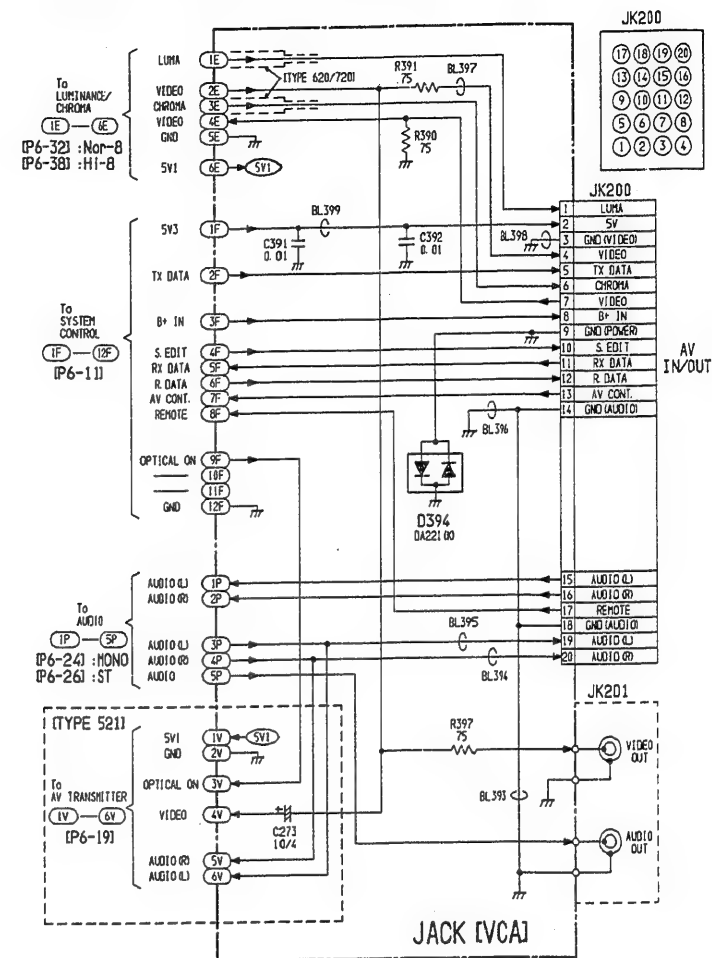 JK200
17 18 19 20
13 14 15 16
9 10 11 12
5 6 7 8
1 2 3 4
To
LUMINANCE/
CHROMA
1E — 6E
[P6-32] :Nor-8
[P6-38] :Hi-8
LUMA 1E
VIDEO 2E
CHROMA 3E
VIDEO 4E
GND 5E
5V1 6E 5V1
[TYPE 620/720]
R391
75
BL397
R390
75
To
SYSTEM
CONTROL
1F — 12F
[P6-11]
5V3 1F
TX DATA 2F
B+ IN 3F
S. EDIT 4F
RX DATA 5F
R. DATA 6F
AV CONT. 7F
REMOTE 8F
OPTICAL ON 9F
10F
11F
GND 12F
BL399
C391
0.01
C392
0.01
BL398
BL396
D394
DA22100
JK200
1 LUMA
2 5V
3 GND (VIDEO)
4 VIDEO
5 TX DATA
6 CHROMA
7 VIDEO
8 B+ IN
9 GND (POWER)
10 S. EDIT
11 RX DATA
12 R. DATA
13 AV CONT.
14 GND (AUDIO)
15 AUDIO (L)
16 AUDIO (R)
17 REMOTE
18 GND (AUDIO)
19 AUDIO (L)
20 AUDIO (R)
AV
IN/OUT
To
AUDIO
1P — 5P
[P6-24] :MONO
[P6-26] :ST
AUDIO (L) 1P
AUDIO (R) 2P
AUDIO (L) 3P
AUDIO (R) 4P
AUDIO 5P
BL395
BL394
[TYPE 521]
To
AV TRANSMITTER
1V — 6V
[P6-19]
5V1 1V 5V1
GND 2V
OPTICAL ON 3V
VIDEO 4V
AUDIO (R) 5V
AUDIO (L) 6V
+
C273
10/4
R397
75
BL393
JK201
VIDEO
OUT
AUDIO
OUT
JACK [VCA]